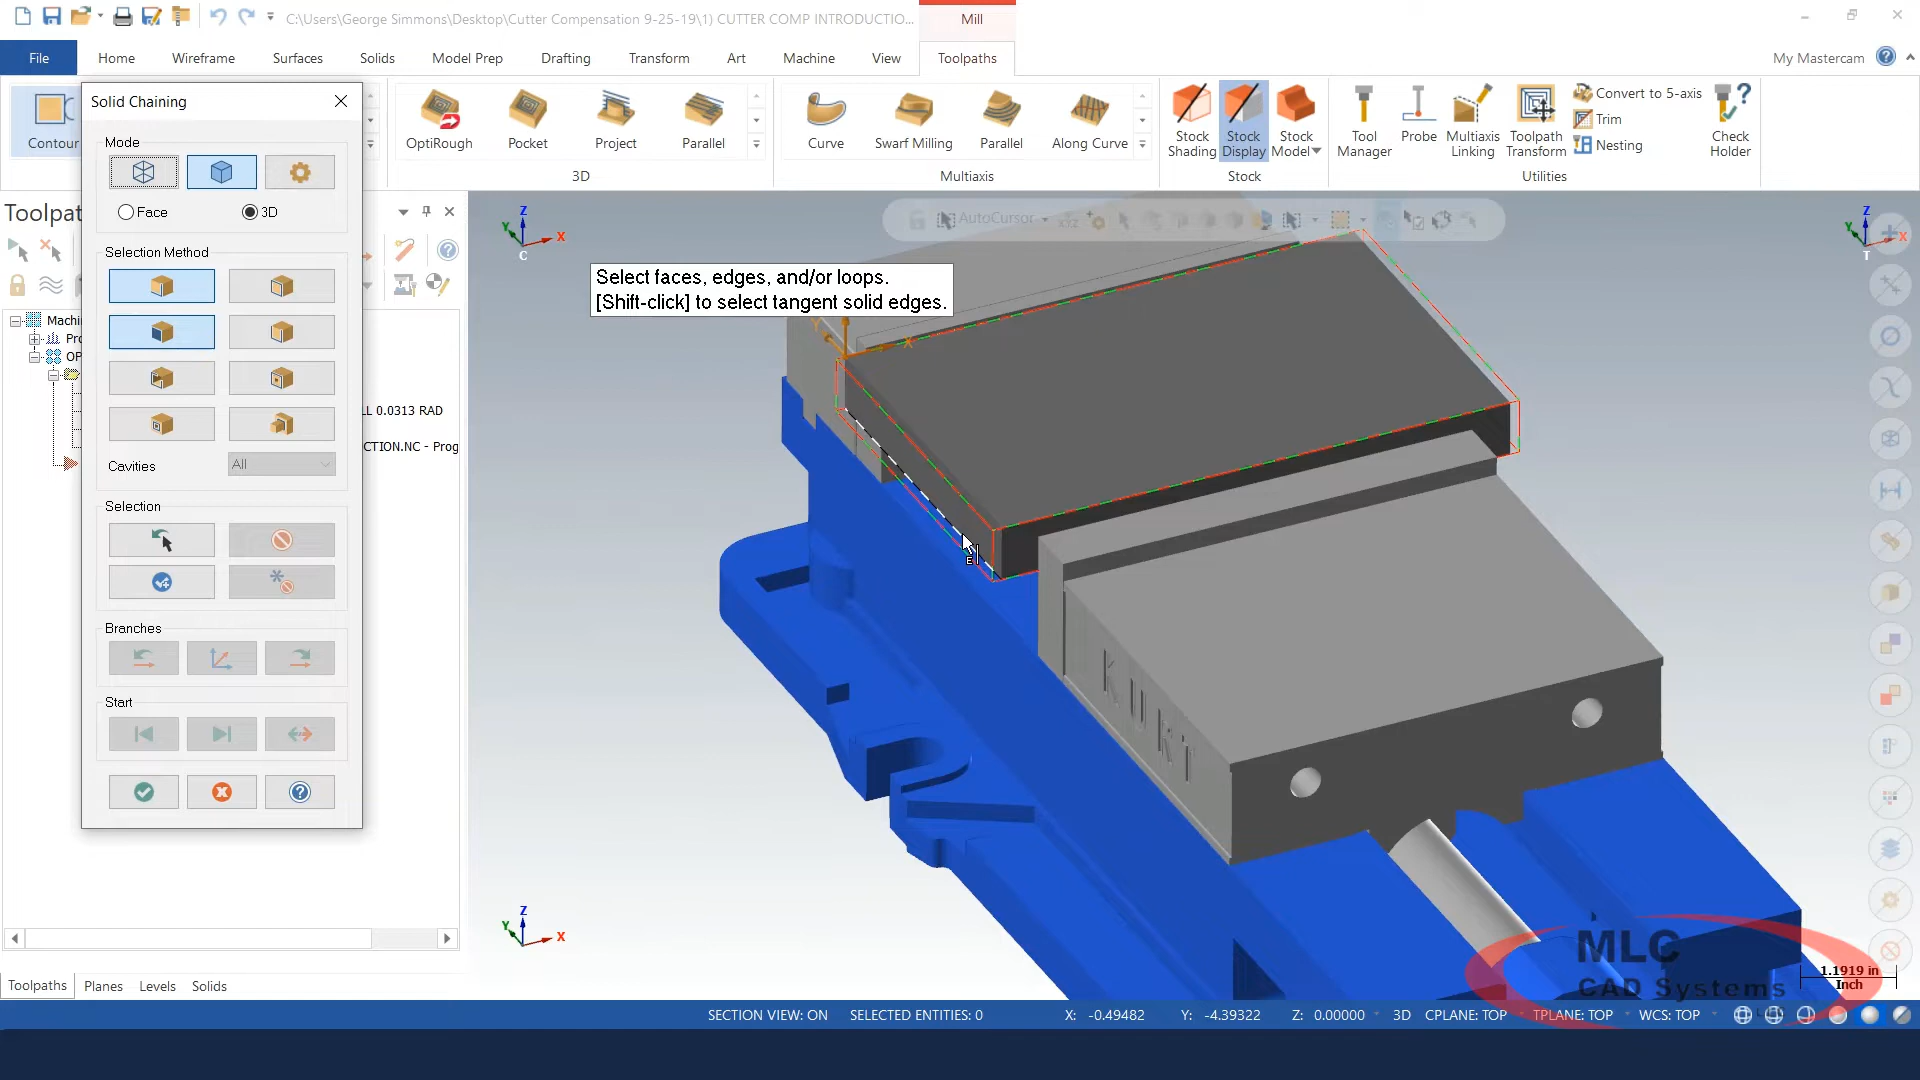 C:\Users\George Simmons\Desktop\Cutter Compensation 9-25-19\1) CUTTER COMP INTRODUCTIO...
Mill
File Home Wireframe Surfaces Solids Model Prep Drafting Transform Art Machine View Toolpaths My Mastercam
Contour OptiRough Pocket Project Parallel Curve Swarf Milling Parallel Along Curve
Stock Shading Stock Display Stock Model Tool Manager Probe Multiaxis Linking Toolpath Transform
Convert to 5-axis
Trim
Nesting
Check Holder
3D Multiaxis Stock Utilities
Solid Chaining
Mode
Face 3D
Selection Method
Cavities All
Selection
Branches
Start
Toolpat
Machi
Pro
OP
LL 0.0313 RAD
CTION.NC - Prog
AutoCursor
Z
Y X
C
Z
Y X
T
Select faces, edges, and/or loops.
[Shift-click] to select tangent solid edges.
Y X
E
KURT
Z
Y X
MLC
CAD Systems
1.1919 in
Inch
Toolpaths Planes Levels Solids
SECTION VIEW: ON SELECTED ENTITIES: 0 X: -0.49482 Y: -4.39322 Z: 0.00000 3D CPLANE: TOP TPLANE: TOP WCS: TOP